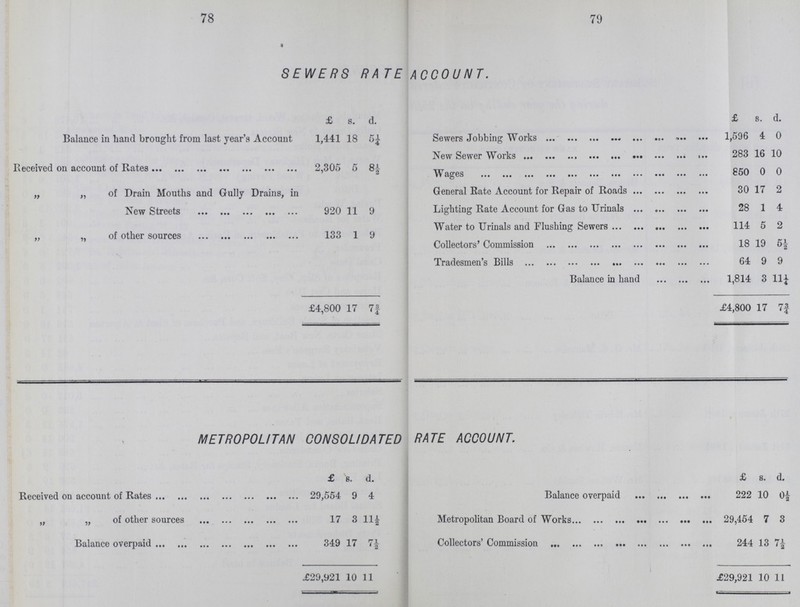 78
79
SEWERS RATE ACCOUNT.
£ s. d.
Balance in hand brought from last year's Account 1,441 18 5¼
Received on account of Rates ... ... ... ... ... ... ... 2,305 5 8½
„ „ of Drain Mouths and Gully Drains, in
New Streets ... ... ... ... ... 920 11 9
„ „ of other sources ... ... ... ... ... 133 1 9
£4,800 17 7¾
£ s. d.
Sewers Jobbing Works ... ... ... ... ... ... ... ... 1,596 4 0
New Sewer Works ... ... ... ... ... ... ... ... ... 283 16 10
Wages ... ... ... ... ... ... ... ... ... ... ... 850 0 0
General Rate Account for Repair of Roads ... ... ... ... 30 17 2
Lighting Rate Account for Gas to Urinals ... ... ... ... 28 1 4
Water to Urinals and Flushing Sewers ... ... ... ... ... 114 5 2
Collectors' Commission ... ... ... ... ... ... ... ... 18 19 5½
Tradesmen's Bills ... ... ... ... ... ... ... ... ... 64 9 9
Balance in hand ... ... ... 1,814 3 11¼
£4,800 17 7¾
METROPOLITAN CONSOLIDATED RATE ACCOUNT.
£ s. d.
Received on account of Rates ... ... ... ... ... ... ... 29,554 9 4
„ „ of other sources ... ... ... ... ... 17 3 11½
Balance overpaid ... ... ... ... ... ... ... 349 17 7½
£29,921 10 11
£ s. d.
Balance overpaid ... ... ... ... 222 10 0½
Metropolitan Board of Works... ... ... ... ... ... ... 29,454 7 3
Collectors' Commission ... ... ... ... ... ... ... ... 244 13 7½
£29,921 10 11